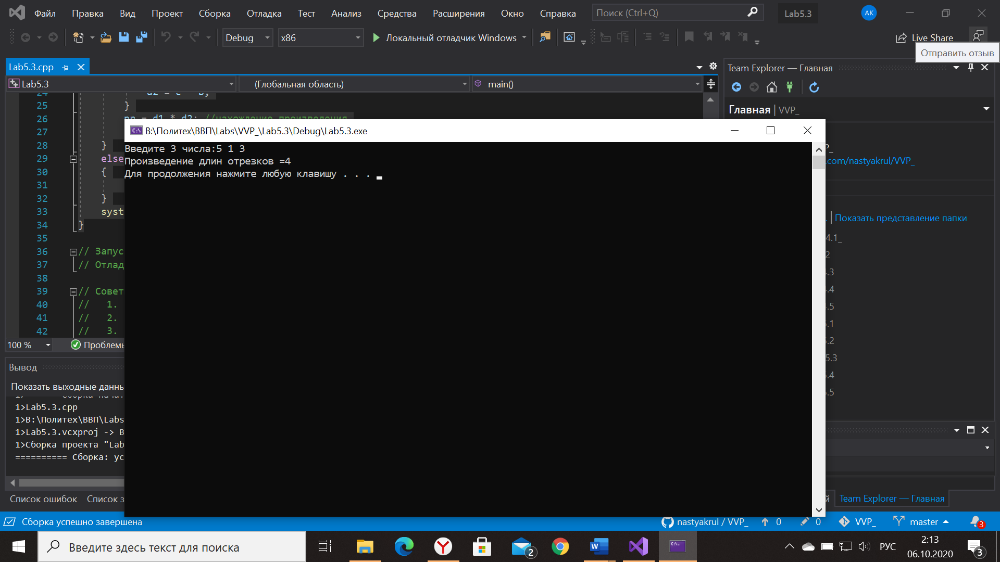 Файл Правка Вид Проект Сборка Отладка Тест Анализ Средства Расширения Окно Справка Поиск (Ctrl+Q) Lab5.3 АК
Debug x86 Локальный отладчик Windows Live Share
Отправить отзыв
Lab5.3.cpp
Team Explorer — Главная
Lab5.3 (Глобальная область) main()
Главная | VVP_
25 }
26 пп = d1 * d2; //нахождение произведения
27
28 }
29 else
30 {
31
32 }
33 syst
34 }
35
36 // Запус
37 // Отлад
38
39 // Совет
40 // 1.
41 // 2.
42 // 3.
B:\Политех\ВВП\Labs\VVP_\Lab5.3\Debug\Lab5.3.exe
Введите 3 числа:5 1 3
Произведение длин отрезков =4
Для продолжения нажмите любую клавишу . . .
.com/nastyakrul/VVP_
Показать представление папки
4.1_
2
.3
.4
.5
.1
.2
5.3
.4
.5
100 % Проблемы
Вывод
Показать выходные данны
1>Lab5.3.cpp
1>B:\Политех\ВВП\Labs
1>Lab5.3.vcxproj -> B
1>Сборка проекта "Lab
========== Сборка: ус
Список ошибок Список з
й Team Explorer — Главная
Сборка успешно завершена nastyakrul / VVP_ 0 0 VVP_ master 3
Введите здесь текст для поиска 2 РУС 2:13
06.10.2020 3